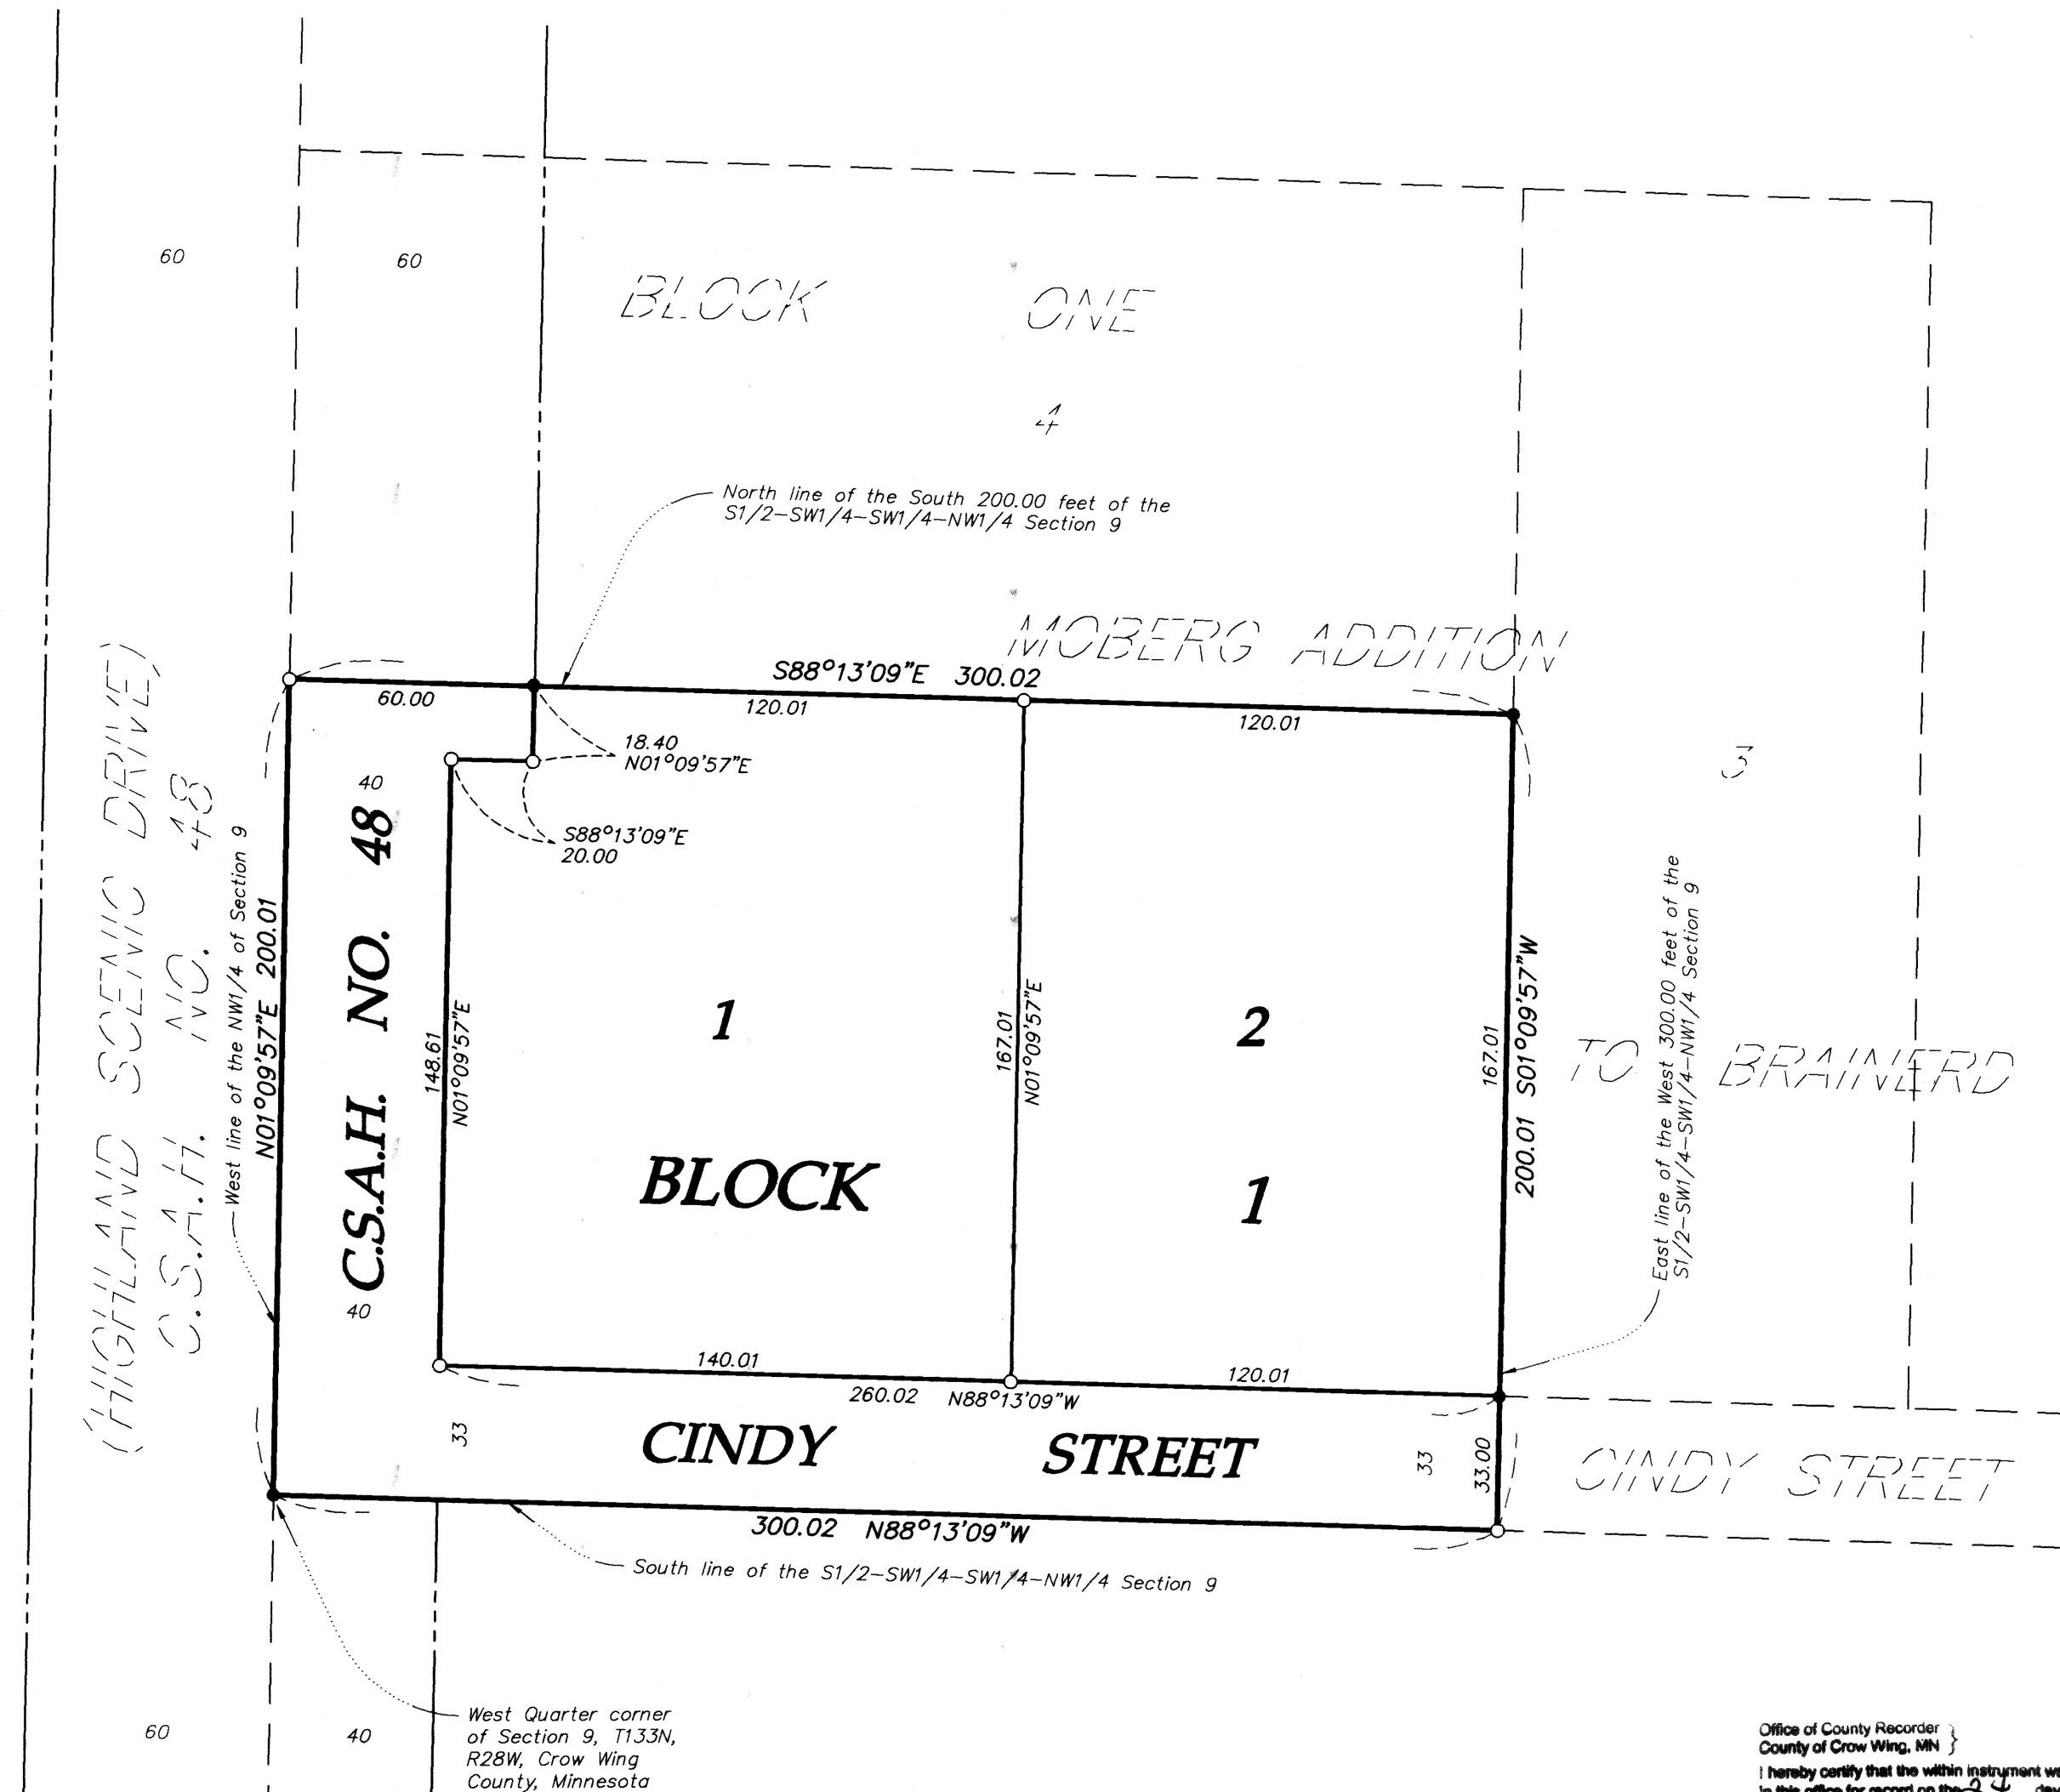 60
60
BLOCK ONE
4
North line of the South 200.00 feet of the
S1/2-SW1/4-SW1/4-NW1/4 Section 9
MOBERG ADDITION
S88°13'09"E 300.02
60.00
120.01
120.01
18.40
N01°09'57"E
3
40
S88°13'09"E
20.00
(HIGHLAND SCENIC DRIVE)
C.S.A.H. NO. 48
West line of the NW1/4 of Section 9
N01°09'57"E 200.01
C.S.A.H. NO. 48
148.61
N01°09'57"E
1
167.01
N01°09'57"E
2
167.01
200.01 S01°09'57"W
East line of the West 300.00 feet of the
S1/2-SW1/4-SW1/4-NW1/4 Section 9
TO BRAINERD
BLOCK 1
40
140.01
120.01
260.02 N88°13'09"W
33
CINDY STREET
33
33.00
CINDY STREET
300.02 N88°13'09"W
South line of the S1/2-SW1/4-SW1/4-NW1/4 Section 9
60
40
West Quarter corner
of Section 9, T133N,
R28W, Crow Wing
County, Minnesota
Office of County Recorder }
County of Crow Wing, MN
I hereby certify that the within instrument
in this office for record on the 24 day